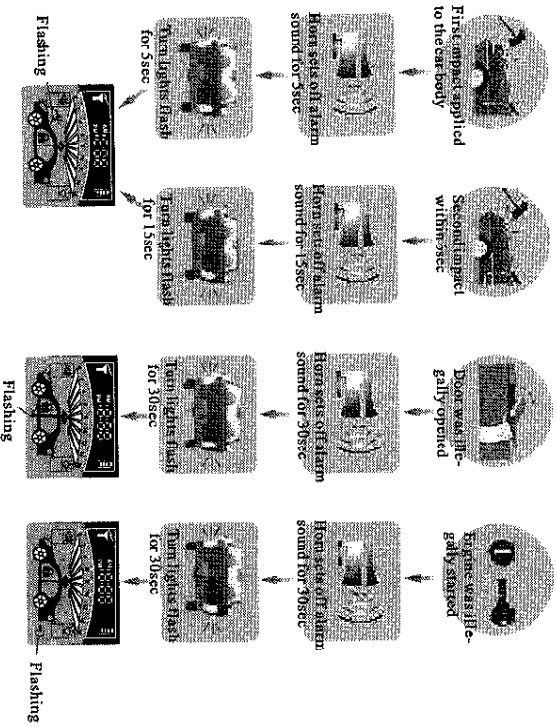 First impact applied
to the car body
Horn sets off alarm
sound for 5sec
Turn lights flash
for 5sec
Flashing
Second impact
within 5sec
Horn sets off alarm
sound for 15sec
Turn lights flash
for 15sec
Door was ille-
gally opened
Horn sets off alarm
sound for 30sec
Turn lights flash
for 30sec
Flashing
Engine was ille-
gally started
Horn sets off alarm
sound for 30sec
Turn lights flash
for 30sec
Flashing